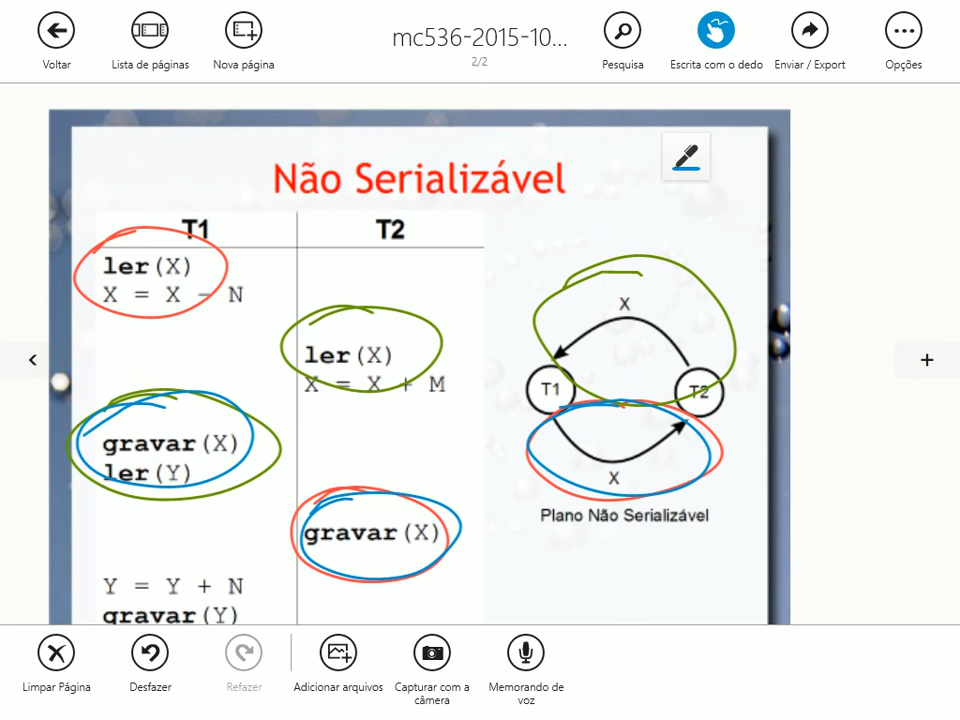 mc536-2015-10...
2/2
Voltar
Lista de páginas
Nova página
Pesquisa
Escrita com o dedo
Enviar / Export
Opções
Não Serializável
T1 T2
ler(X)
X = X - N
ler(X)
X = X + M
gravar(X)
ler(Y)
gravar(X)
Y = Y + N
gravar(Y)
X
T1 T2
X
Plano Não Serializável
Limpar Página
Desfazer
Refazer
Adicionar arquivos
Capturar com a
câmera
Memorando de
voz